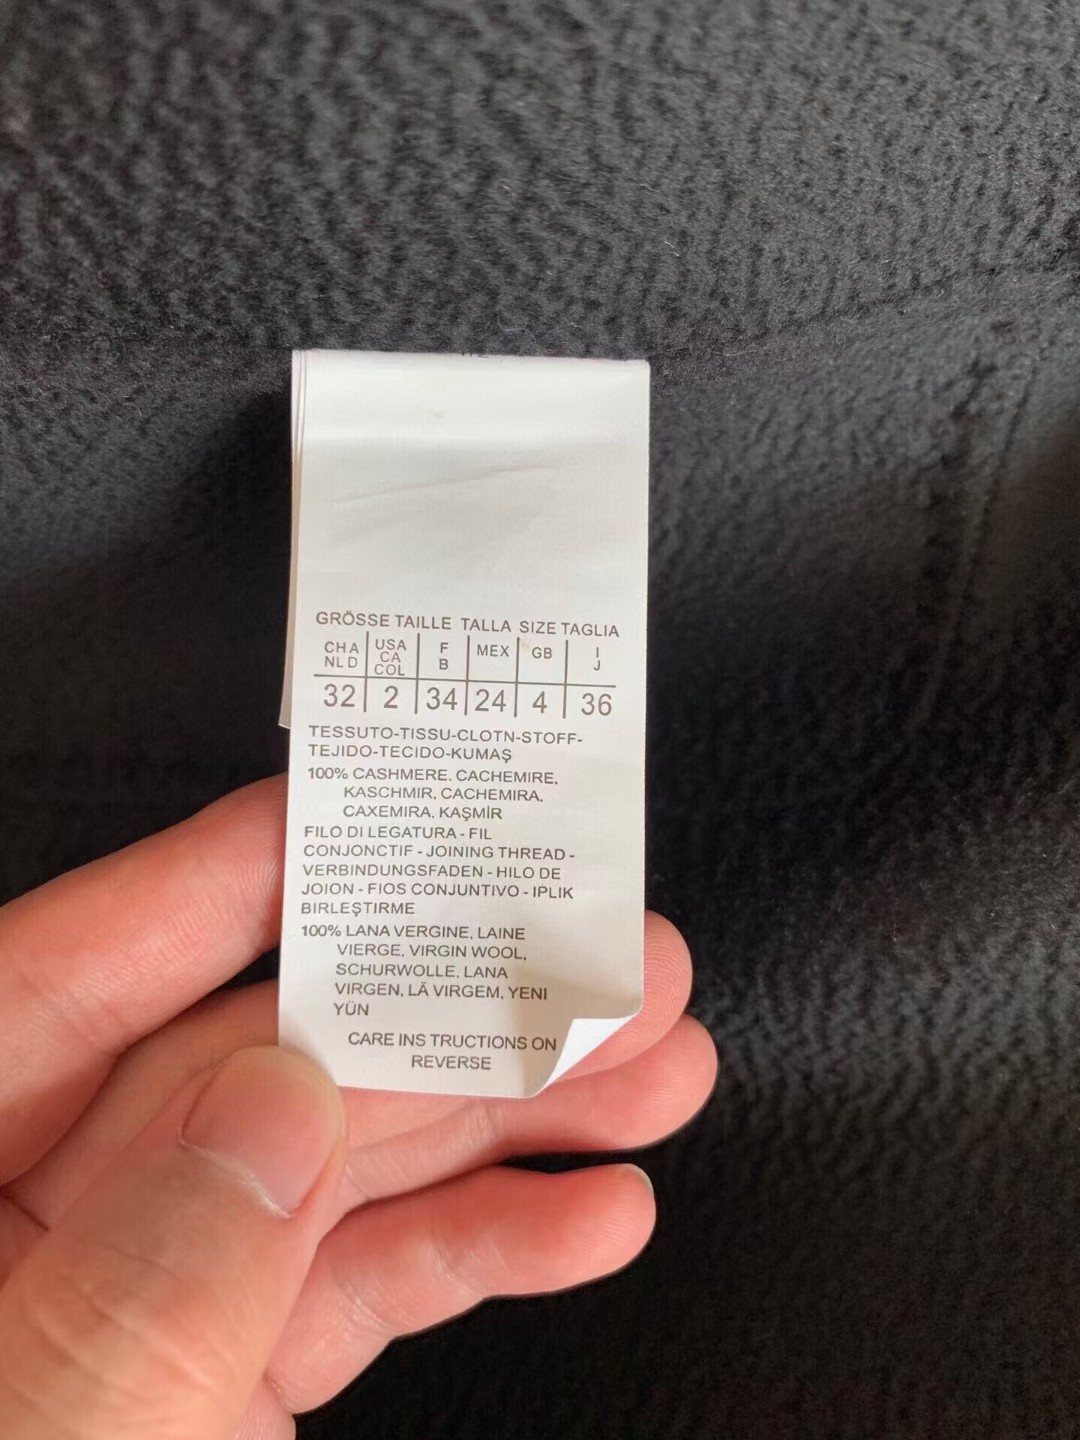 GRÖSSE TAILLE TALLA SIZE TAGLIA
CHA NLD USA CA COL F B MEX GB I J
32 2 34 24 4 36
TESSUTO-TISSU-CLOTN-STOFF-
TEJIDO-TECIDO-KUMAŞ
100% CASHMERE, CACHEMIRE,
KASCHMIR, CACHEMIRA,
CAXEMIRA, KAŞMİR
FILO DI LEGATURA - FIL
CONJONCTIF - JOINING THREAD -
VERBINDUNGSFADEN - HILO DE
JOION - FIOS CONJUNTIVO - IPLIK
BIRLEŞTIRME
100% LANA VERGINE, LAINE
VIERGE, VIRGIN WOOL,
SCHURWOLLE, LANA
VIRGEN, LÃ VIRGEM, YENI
YÜN
CARE INS TRUCTIONS ON
REVERSE